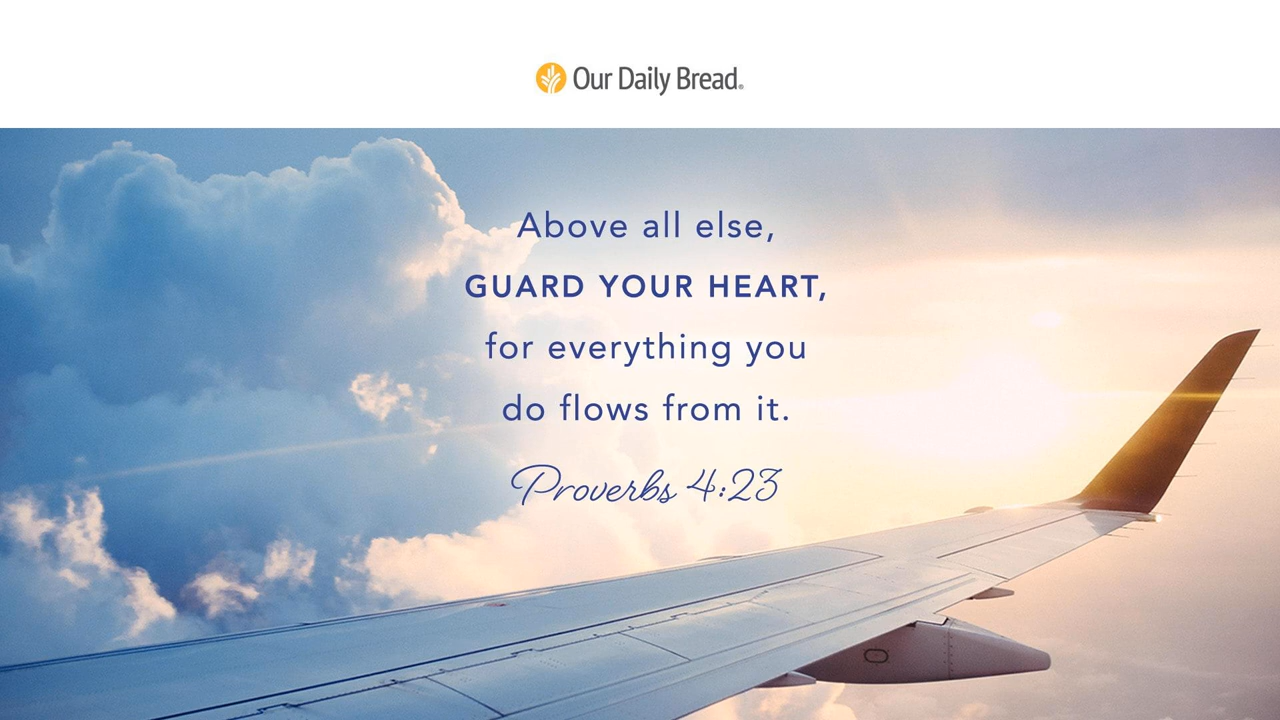 Our Daily Bread®
Above all else,
GUARD YOUR HEART,
for everything you
do flows from it.
Proverbs 4:23